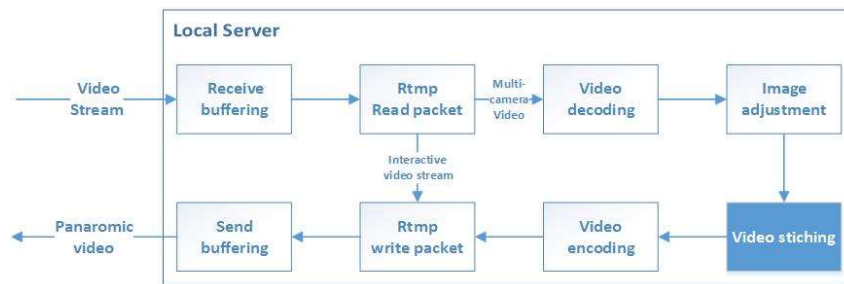 Local Server
Video
Stream
Receive
buffering
Rtmp
Read packet
Multi-
camera
Video
Video
decoding
Image
adjustment
Interactive
video stream
Panaromic
video
Send
buffering
Rtmp
write packet
Video
encoding
Video stiching